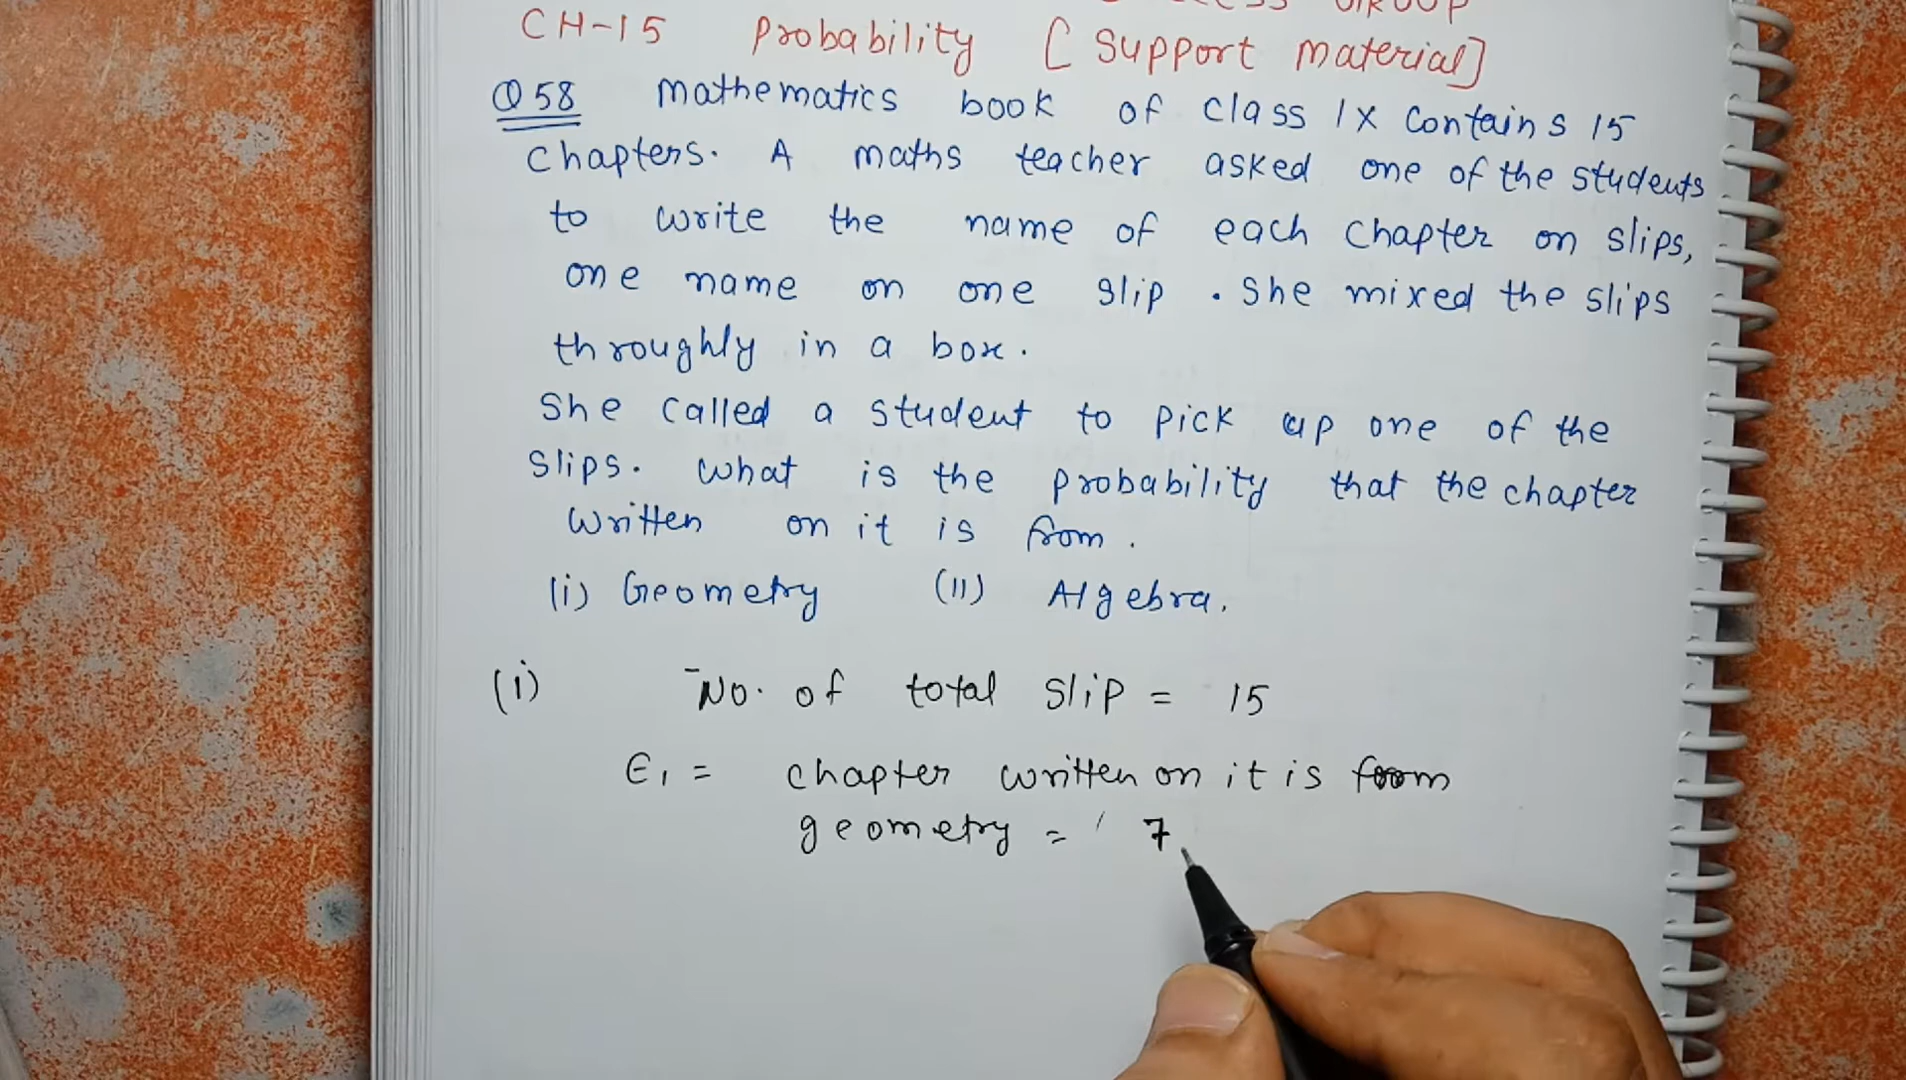 GROUP
CH-15 Probability [Support material]
Q58 Mathematics book of class IX Contains 15
Chapters. A maths teacher asked one of the students
to write the name of each chapter on slips,
one name on one slip. She mixed the slips
throughly in a box.
She called a student to pick up one of the
slips. What is the probability that the chapter
written on it is from.
(i) Geometry (II) Algebra.
(i) No. of total slip = 15
E1 = chapter written on it is from
geometry = 7